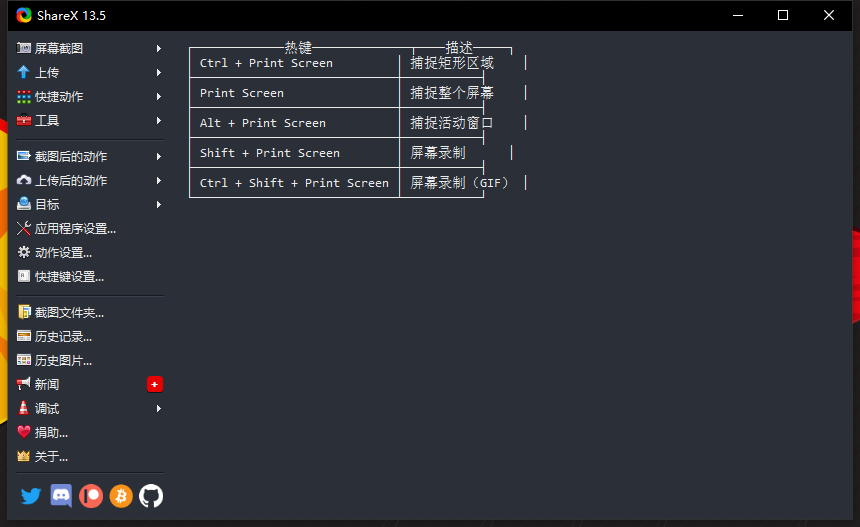 ShareX 13.5
屏幕截图
上传
快捷动作
工具
截图后的动作
上传后的动作
目标
应用程序设置...
动作设置...
快捷键设置...
截图文件夹...
历史记录...
历史图片...
新闻 +
调试
捐助...
关于...
热键 描述
Ctrl + Print Screen 捕捉矩形区域
Print Screen 捕捉整个屏幕
Alt + Print Screen 捕捉活动窗口
Shift + Print Screen 屏幕录制
Ctrl + Shift + Print Screen 屏幕录制（GIF）